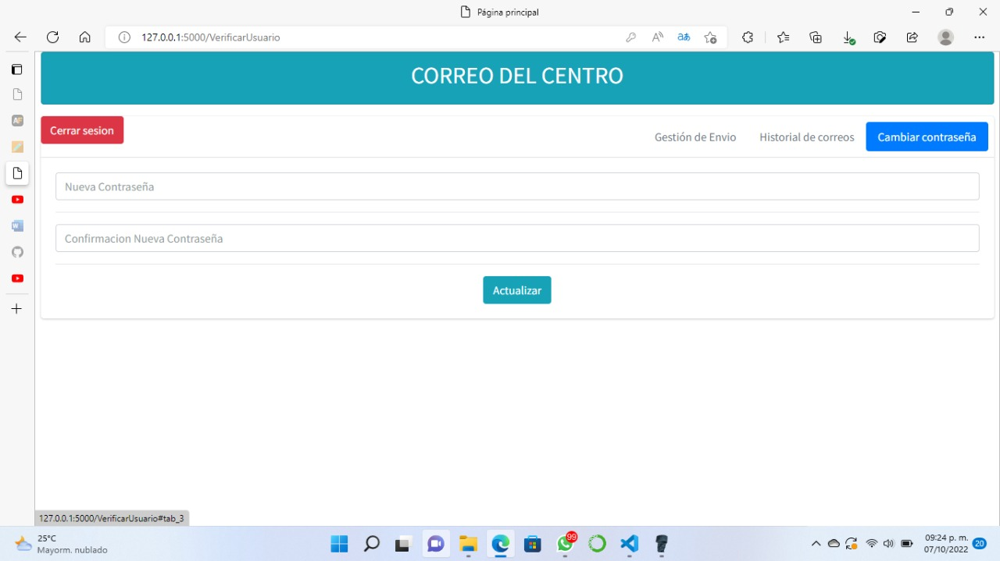 Página principal
127.0.0.1:5000/VerificarUsuario
CORREO DEL CENTRO
Cerrar sesion
Gestión de Envio
Historial de correos
Cambiar contraseña
Nueva Contraseña
Confirmacion Nueva Contraseña
Actualizar
127.0.0.1:5000/VerificarUsuario#tab_3
25°C
Mayorm. nublado
99
09:24 p. m.
07/10/2022
20